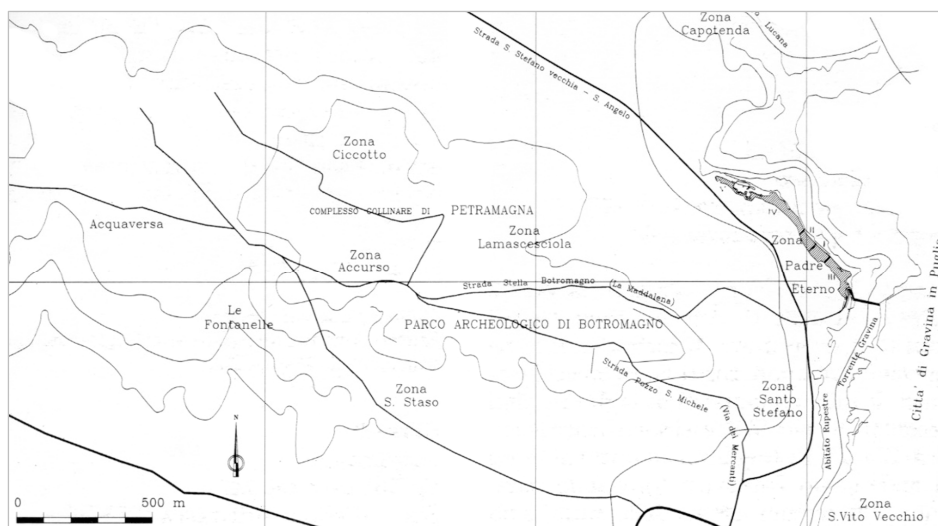 Zona
Capotenda
Lucana
Strada S. Stefano vecchia - S. Angelo
Zona
Ciccotto
COMPLESSO COLLINARE DI PETRAMAGNA
Acquaversa
Zona
Lamascesciola
Zona
Accurso
IV
II
I
Zona
Padre
III
Eterno
Strada Stella Botromagno (La Maddalena)
Le
Fontanelle
PARCO ARCHEOLOGICO DI BOTROMAGNO
Strada Pozzo S. Michele
(Via dei Mercanti)
Zona
S. Staso
Zona
Santo
Stefano
Abitato Rupestre
Torrente Gravina
Citta' di Gravina in Puglia
N
0 500 m
Zona
S.Vito Vecchio